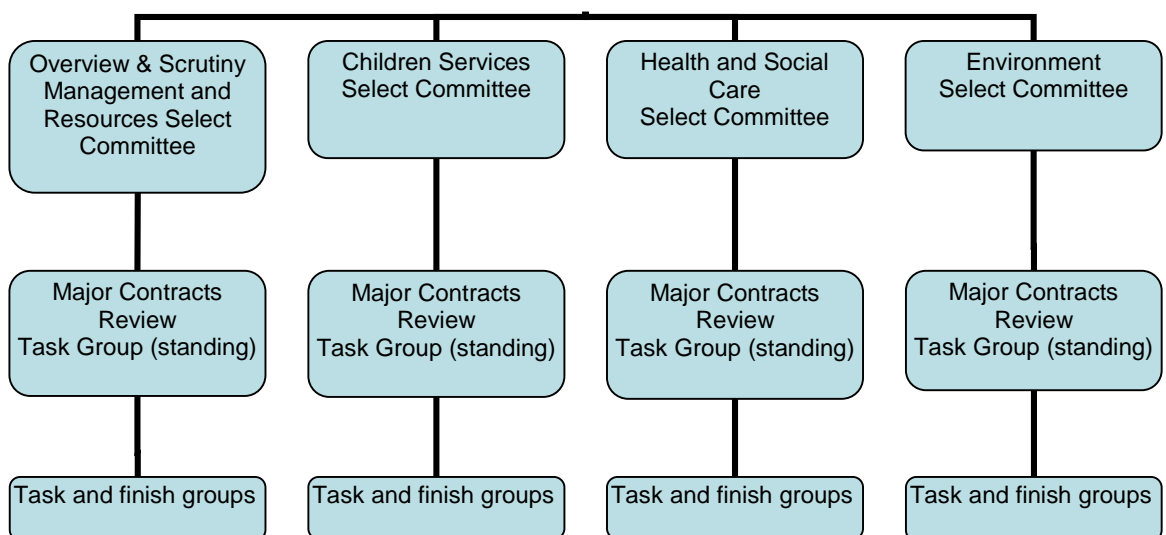 Overview & Scrutiny
Management and
Resources Select
Committee
Children Services
Select Committee
Health and Social
Care
Select Committee
Environment
Select Committee
Major Contracts
Review
Task Group (standing)
Major Contracts
Review
Task Group (standing)
Major Contracts
Review
Task Group (standing)
Major Contracts
Review
Task Group (standing)
Task and finish groups
Task and finish groups
Task and finish groups
Task and finish groups